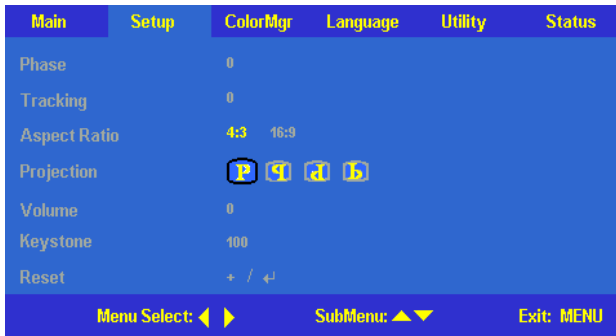 Main Setup ColorMgr Language Utility Status
Phase 0
Tracking 0
Aspect Ratio 4:3 16:9
Projection P P P P
Volume 0
Keystone 100
Reset + / ↵
Menu Select: ◀ ▶ SubMenu: ▲ ▼ Exit: MENU